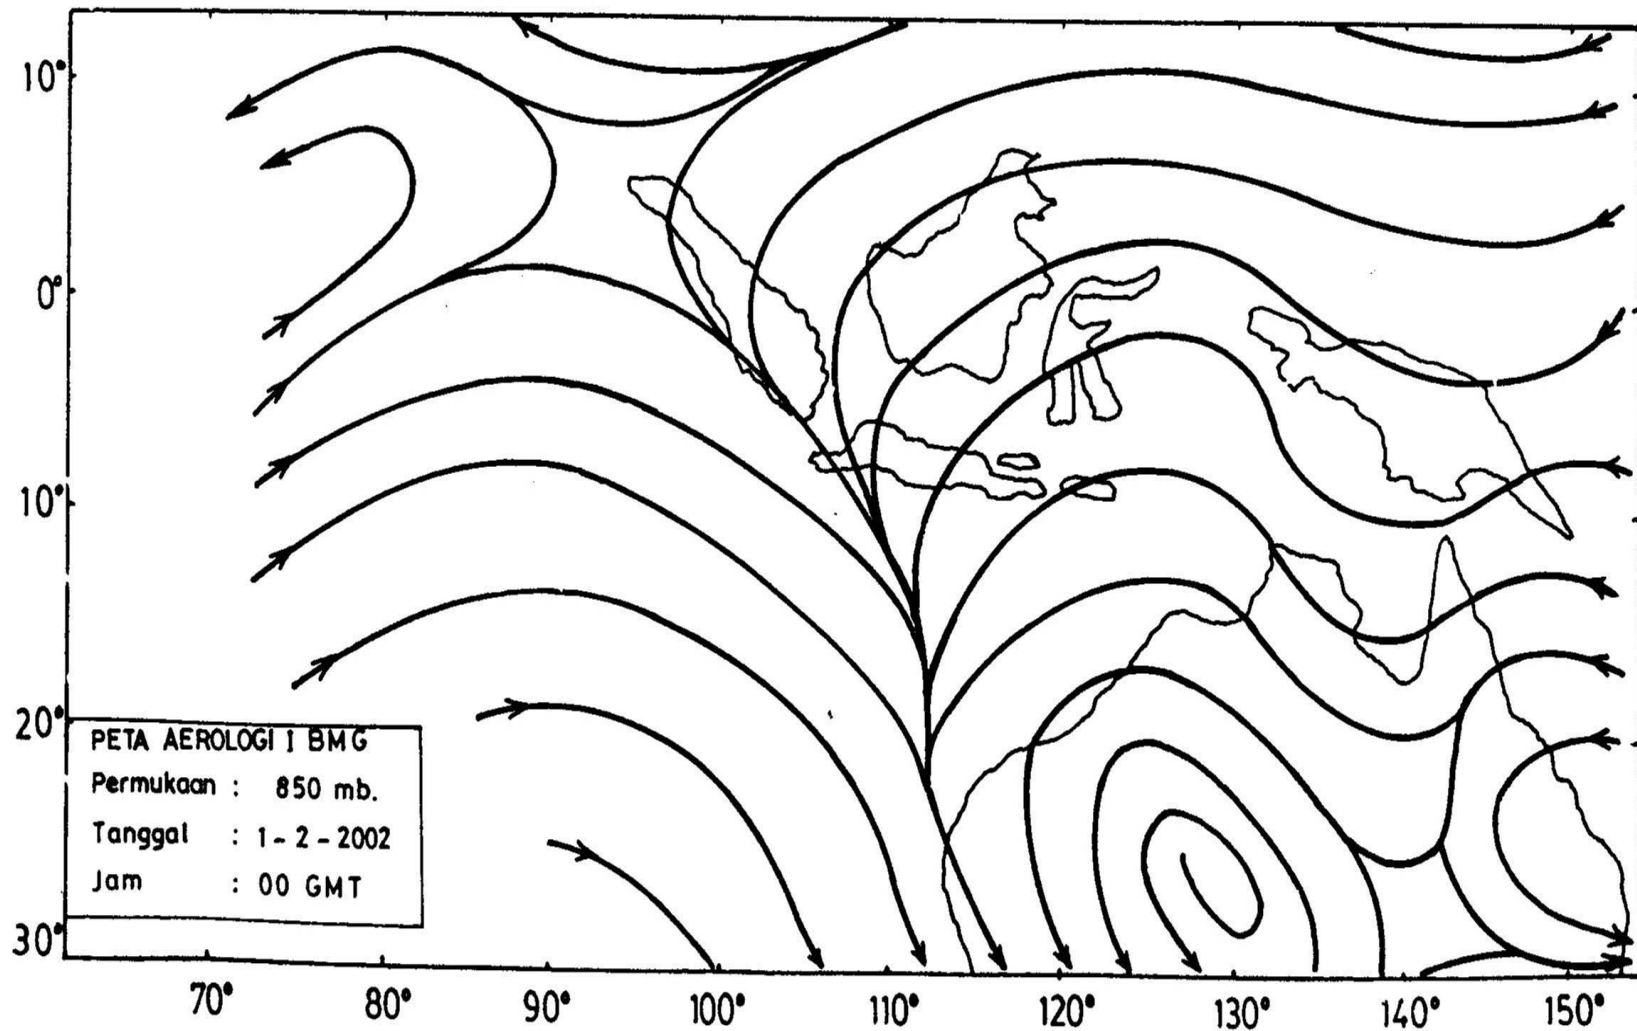 10°
0°
10°
20°
30°
PETA AEROLOGI I BMG
Permukaan : 850 mb.
Tanggal : 1-2-2002
Jam : 00 GMT
70° 80° 90° 100° 110° 120° 130° 140° 150°